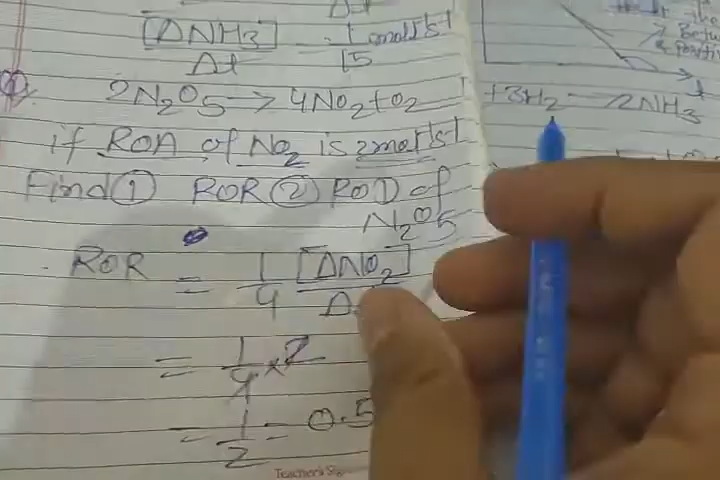 [ΔNH3] / Δt = 1/15 mol l⁻¹ s⁻¹
2N2O5 → 4NO2 + O2
+3H2 → 2NH3
if ROA of NO2 is 2 mol l⁻¹ s⁻¹
Find ① ROR ② ROD of
N2O5
ROR = 1/4 [ΔNO2]
= 1/4 × 2
= 1/2 = 0.5
Teacher's